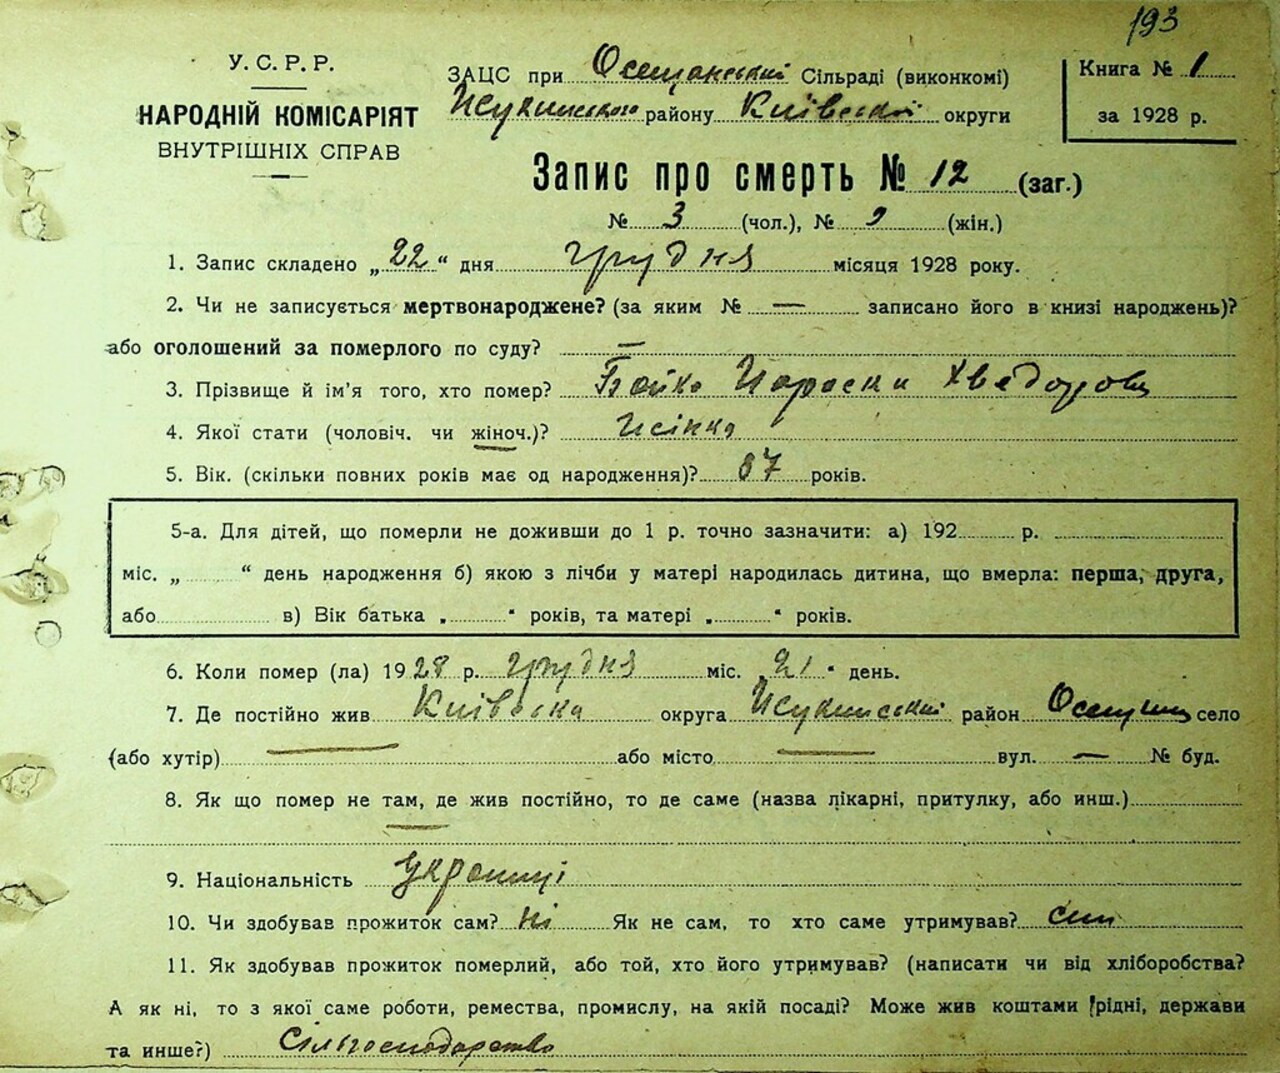 193
У. С. Р. Р.
НАРОДНІЙ КОМІСАРІЯТ
ВНУТРІШНІХ СПРАВ
ЗАЦС при Сільраді (виконкомі)
району Київської округи
Книга № 1
за 1928 р.
Запис про смерть № 12 (заг.)
№ 3 (чол.), № 9 (жін.)
1. Запис складено „22“ дня грудня місяця 1928 року.
2. Чи не записується мертвонароджене? (за яким № — записано його в книзі народжень)?
або оголошений за померлого по суду? —
3. Прізвище й ім’я того, хто помер? Бойко
4. Якої стати (чоловіч. чи жіноч.)?
5. Вік. (скільки повних років має од народження)? 67 років.
5-а. Для дітей, що померли не доживши до 1 р. точно зазначити: а) 192 р.
міс. „ “ день народження б) якою з лічби у матері народилась дитина, що вмерла: перша, друга,
або в) Вік батька „ “ років, та матері „ “ років.
6. Коли помер (ла) 1928 р. грудня міс. „21“ день.
7. Де постійно жив Київська округа район село
(або хутір) — або місто — вул. — № буд.
8. Як що помер не там, де жив постійно, то де саме (назва лікарні, притулку, або инш.)
—
9. Національність
10. Чи здобував прожиток сам? Ні Як не сам, то хто саме утримував? син
11. Як здобував прожиток померлий, або той, хто його утримував? (написати чи від хліборобства?
А як ні, то з якої саме роботи, ремества, промислу, на якій посаді? Може жив коштами рідні, держави
та инше?) Сільгосподарство